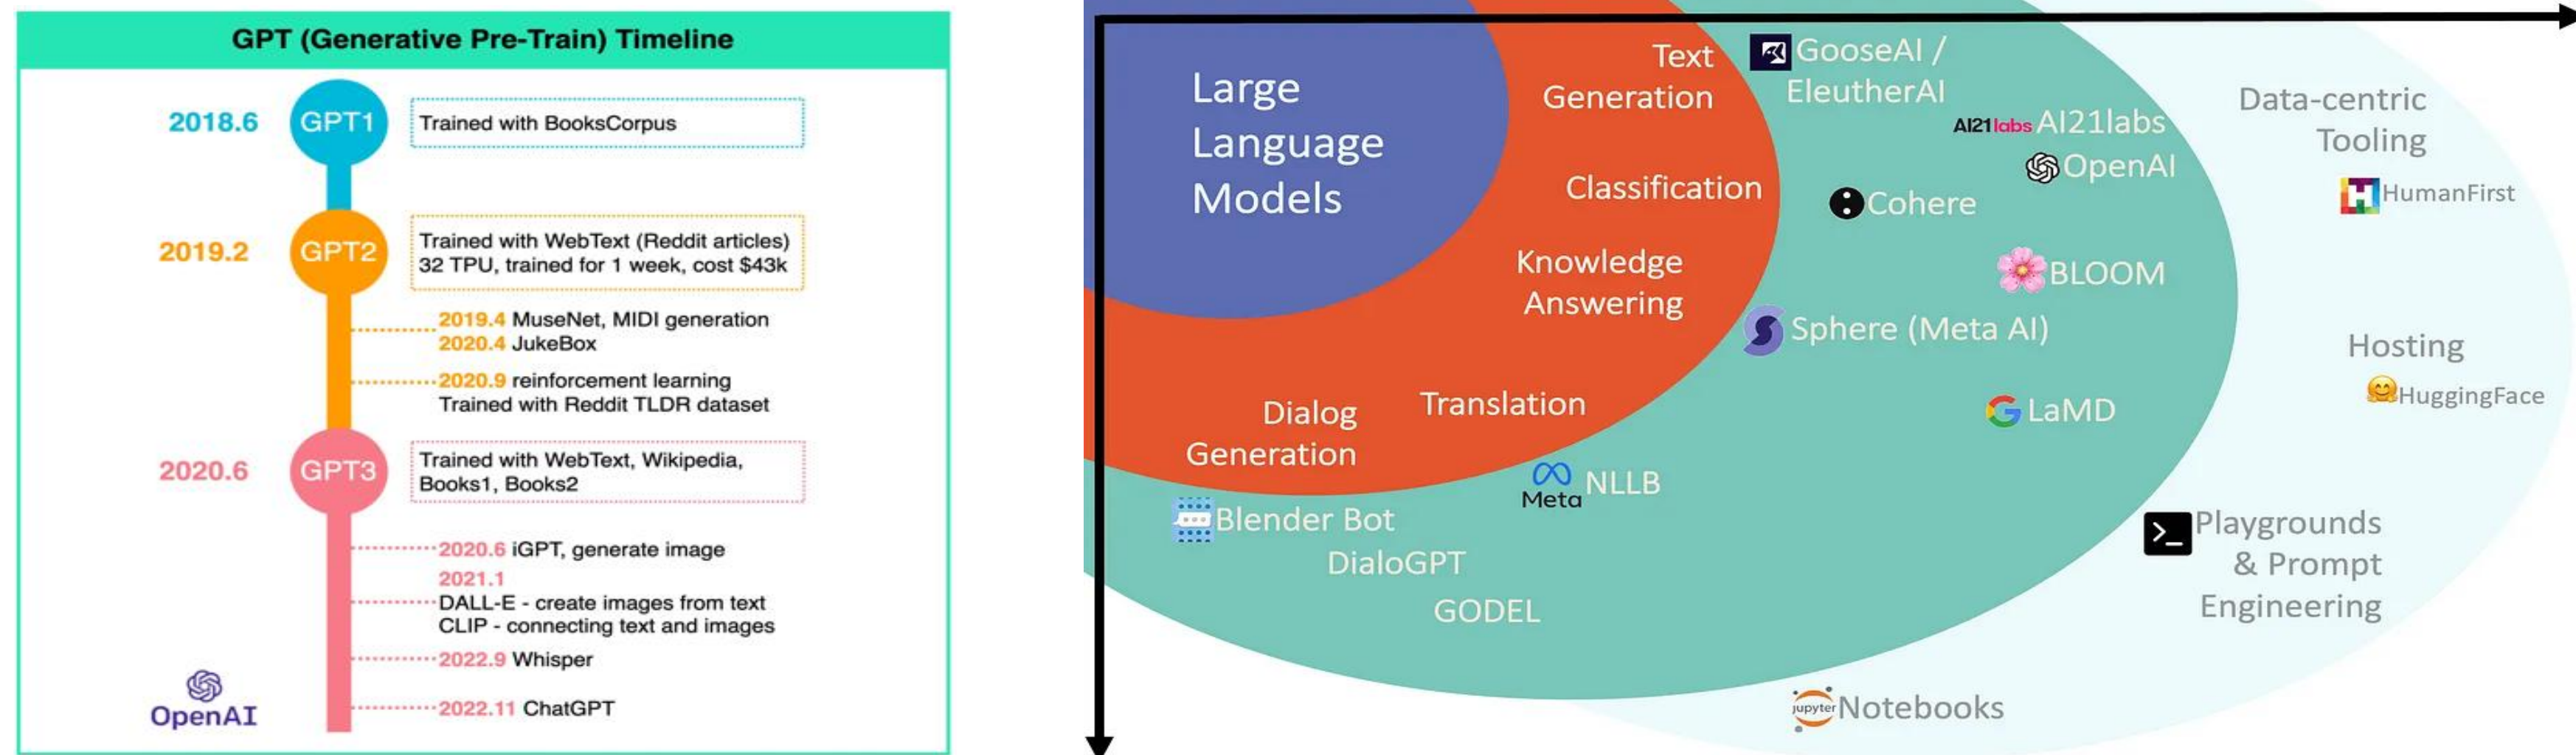 GPT (Generative Pre-Train) Timeline
2018.6
GPT1
Trained with BooksCorpus
2019.2
GPT2
Trained with WebText (Reddit articles)
32 TPU, trained for 1 week, cost $43k
2019.4 MuseNet, MIDI generation
2020.4 JukeBox
2020.9 reinforcement learning
Trained with Reddit TLDR dataset
2020.6
GPT3
Trained with WebText, Wikipedia,
Books1, Books2
2020.6 iGPT, generate image
2021.1
DALL-E - create images from text
CLIP - connecting text and images
2022.9 Whisper
2022.11 ChatGPT
OpenAI
Large
Language
Models
Text
Generation
Classification
Knowledge
Answering
Translation
Dialog
Generation
GooseAI /
EleutherAI
AI21labs AI21labs
OpenAI
Cohere
BLOOM
Sphere (Meta AI)
LaMD
Meta
NLLB
Blender Bot
DialoGPT
GODEL
Data-centric
Tooling
HumanFirst
Hosting
HuggingFace
Playgrounds
& Prompt
Engineering
jupyter Notebooks